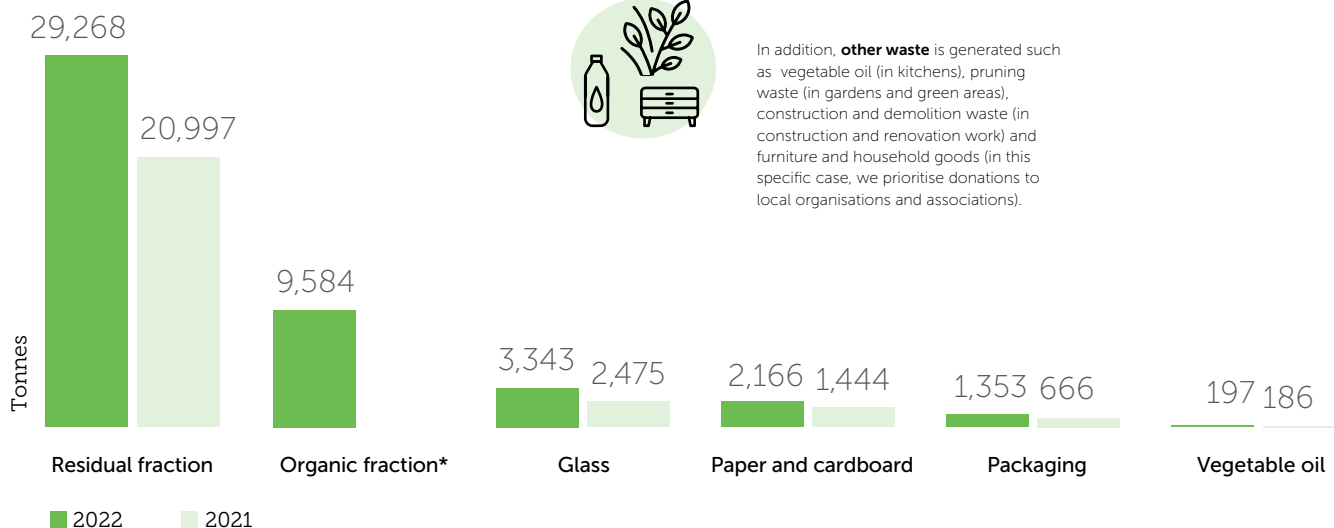 29,268
20,997
In addition, other waste is generated such
as vegetable oil (in kitchens), pruning
waste (in gardens and green areas),
construction and demolition waste (in
construction and renovation work) and
furniture and household goods (in this
specific case, we prioritise donations to
local organisations and associations).
9,584
3,343 2,475
2,166 1,444
1,353 666
197 186
Tonnes
Residual fraction
Organic fraction*
Glass
Paper and cardboard
Packaging
Vegetable oil
2022
2021